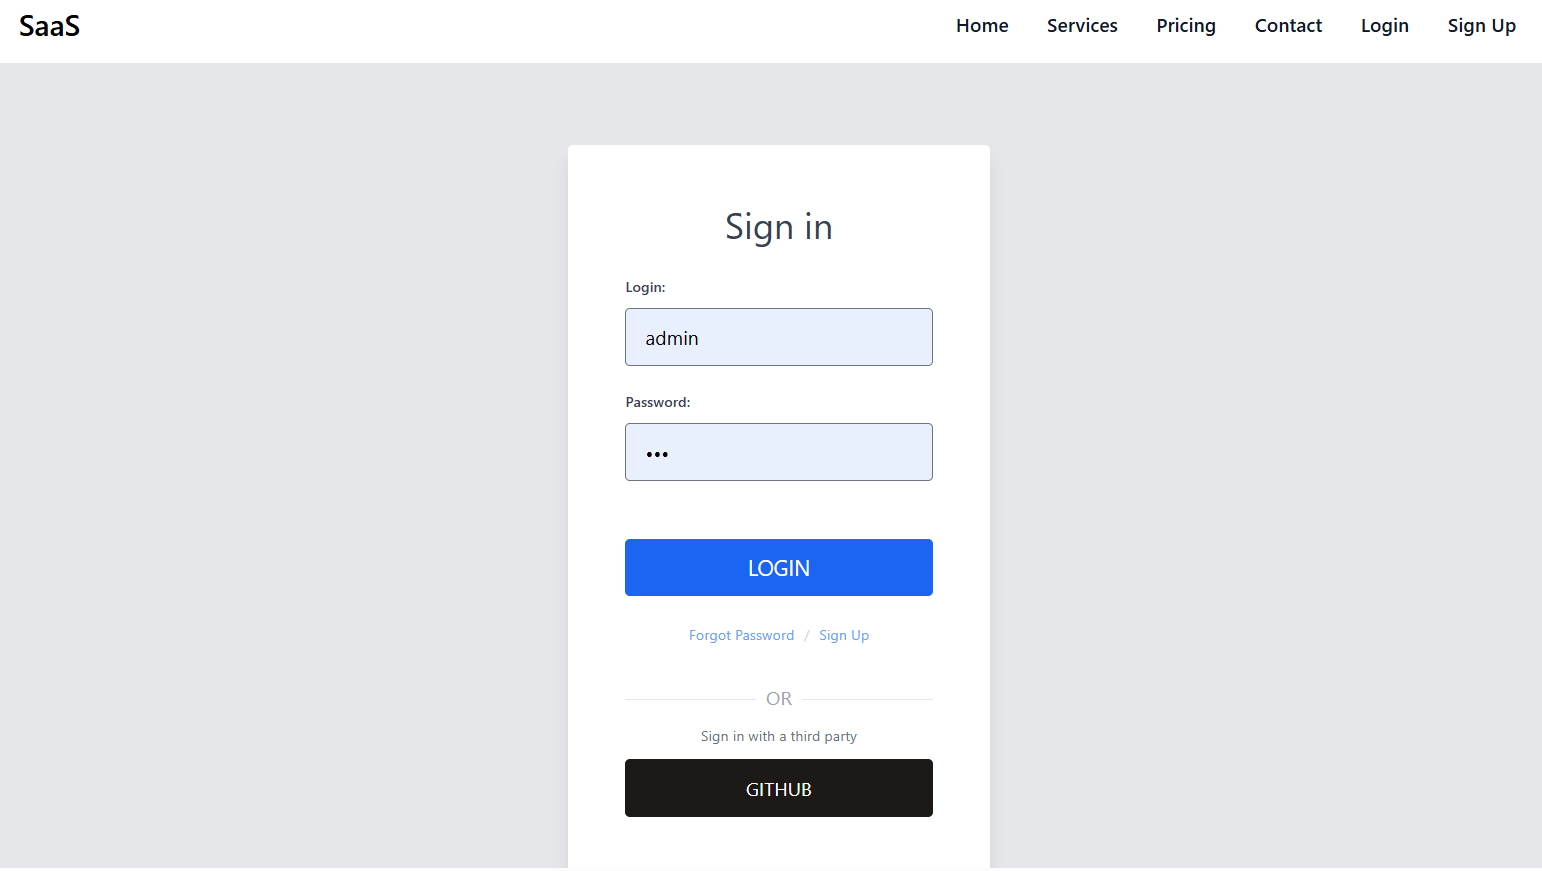 SaaS Home Services Pricing Contact Login Sign Up
Sign in
Login:
admin
Password:
•••
LOGIN
Forgot Password / Sign Up
OR
Sign in with a third party
GITHUB